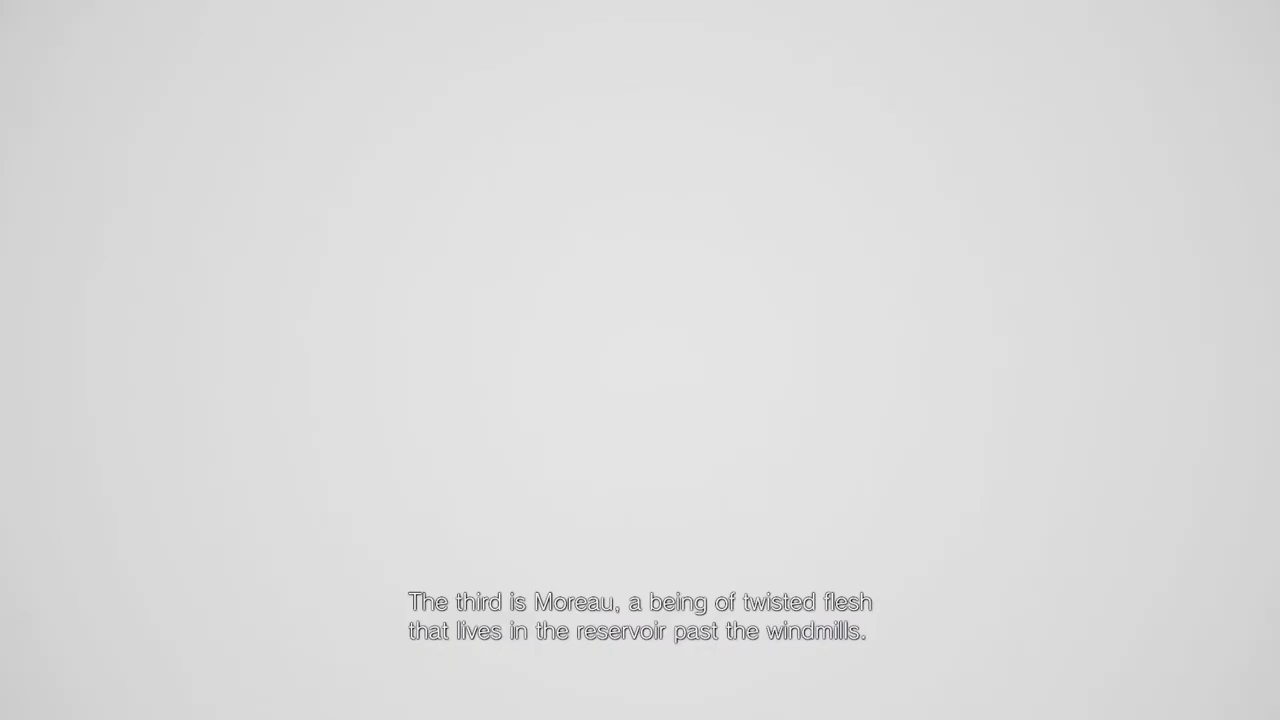 The third is Moreau, a being of twisted flesh
that lives in the reservoir past the windmills.